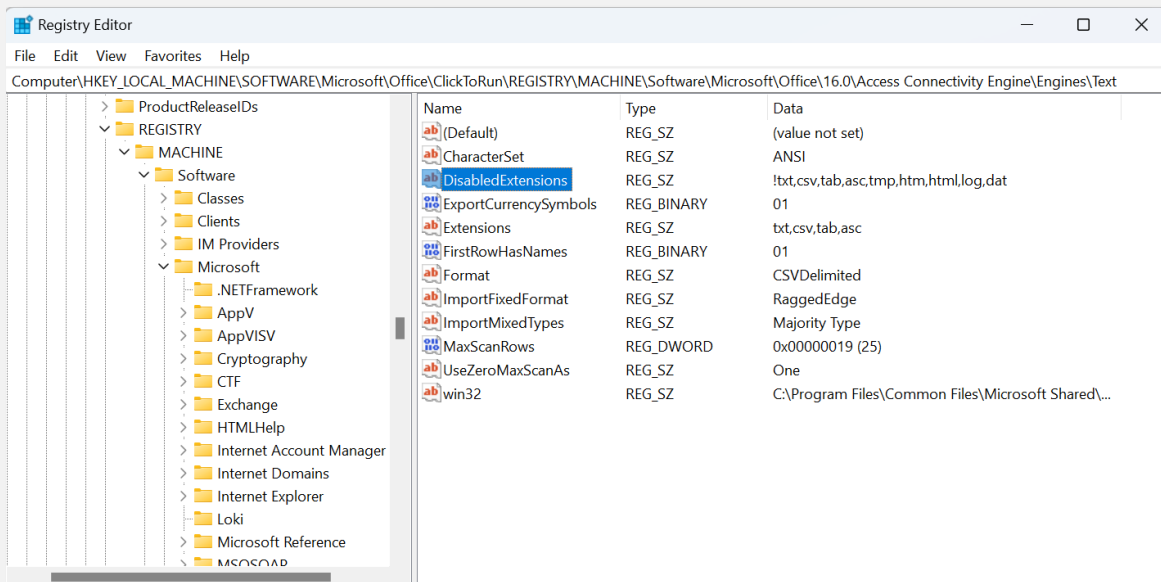 Registry Editor
File Edit View Favorites Help
Computer\HKEY_LOCAL_MACHINE\SOFTWARE\Microsoft\Office\ClickToRun\REGISTRY\MACHINE\Software\Microsoft\Office\16.0\Access Connectivity Engine\Engines\Text
ProductReleaseIDs
REGISTRY
MACHINE
Software
Classes
Clients
IM Providers
Microsoft
.NETFramework
AppV
AppVISV
Cryptography
CTF
Exchange
HTMLHelp
Internet Account Manager
Internet Domains
Internet Explorer
Loki
Microsoft Reference
MSOSOAP
Name Type Data
(Default) REG_SZ (value not set)
CharacterSet REG_SZ ANSI
DisabledExtensions REG_SZ !txt,csv,tab,asc,tmp,htm,html,log,dat
ExportCurrencySymbols REG_BINARY 01
Extensions REG_SZ txt,csv,tab,asc
FirstRowHasNames REG_BINARY 01
Format REG_SZ CSVDelimited
ImportFixedFormat REG_SZ RaggedEdge
ImportMixedTypes REG_SZ Majority Type
MaxScanRows REG_DWORD 0x00000019 (25)
UseZeroMaxScanAs REG_SZ One
win32 REG_SZ C:\Program Files\Common Files\Microsoft Shared\...